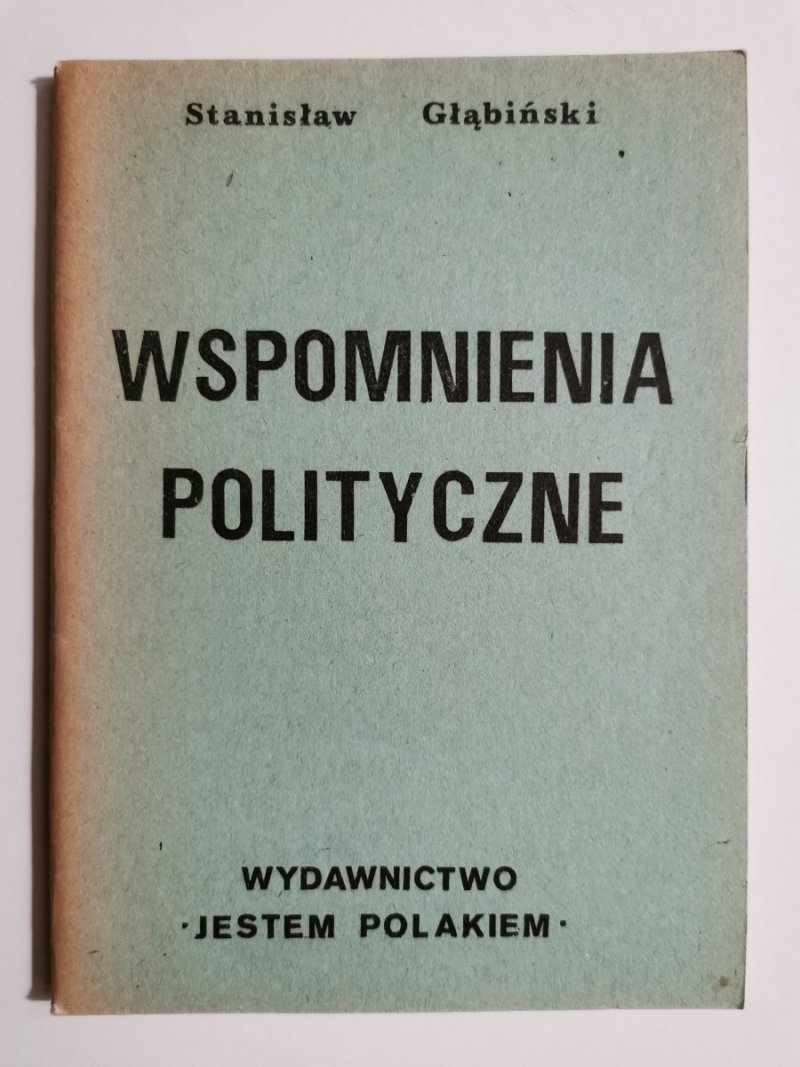 Stanisław Głąbiński
WSPOMNIENIA
POLITYCZNE
WYDAWNICTWO
·JESTEM POLAKIEM·